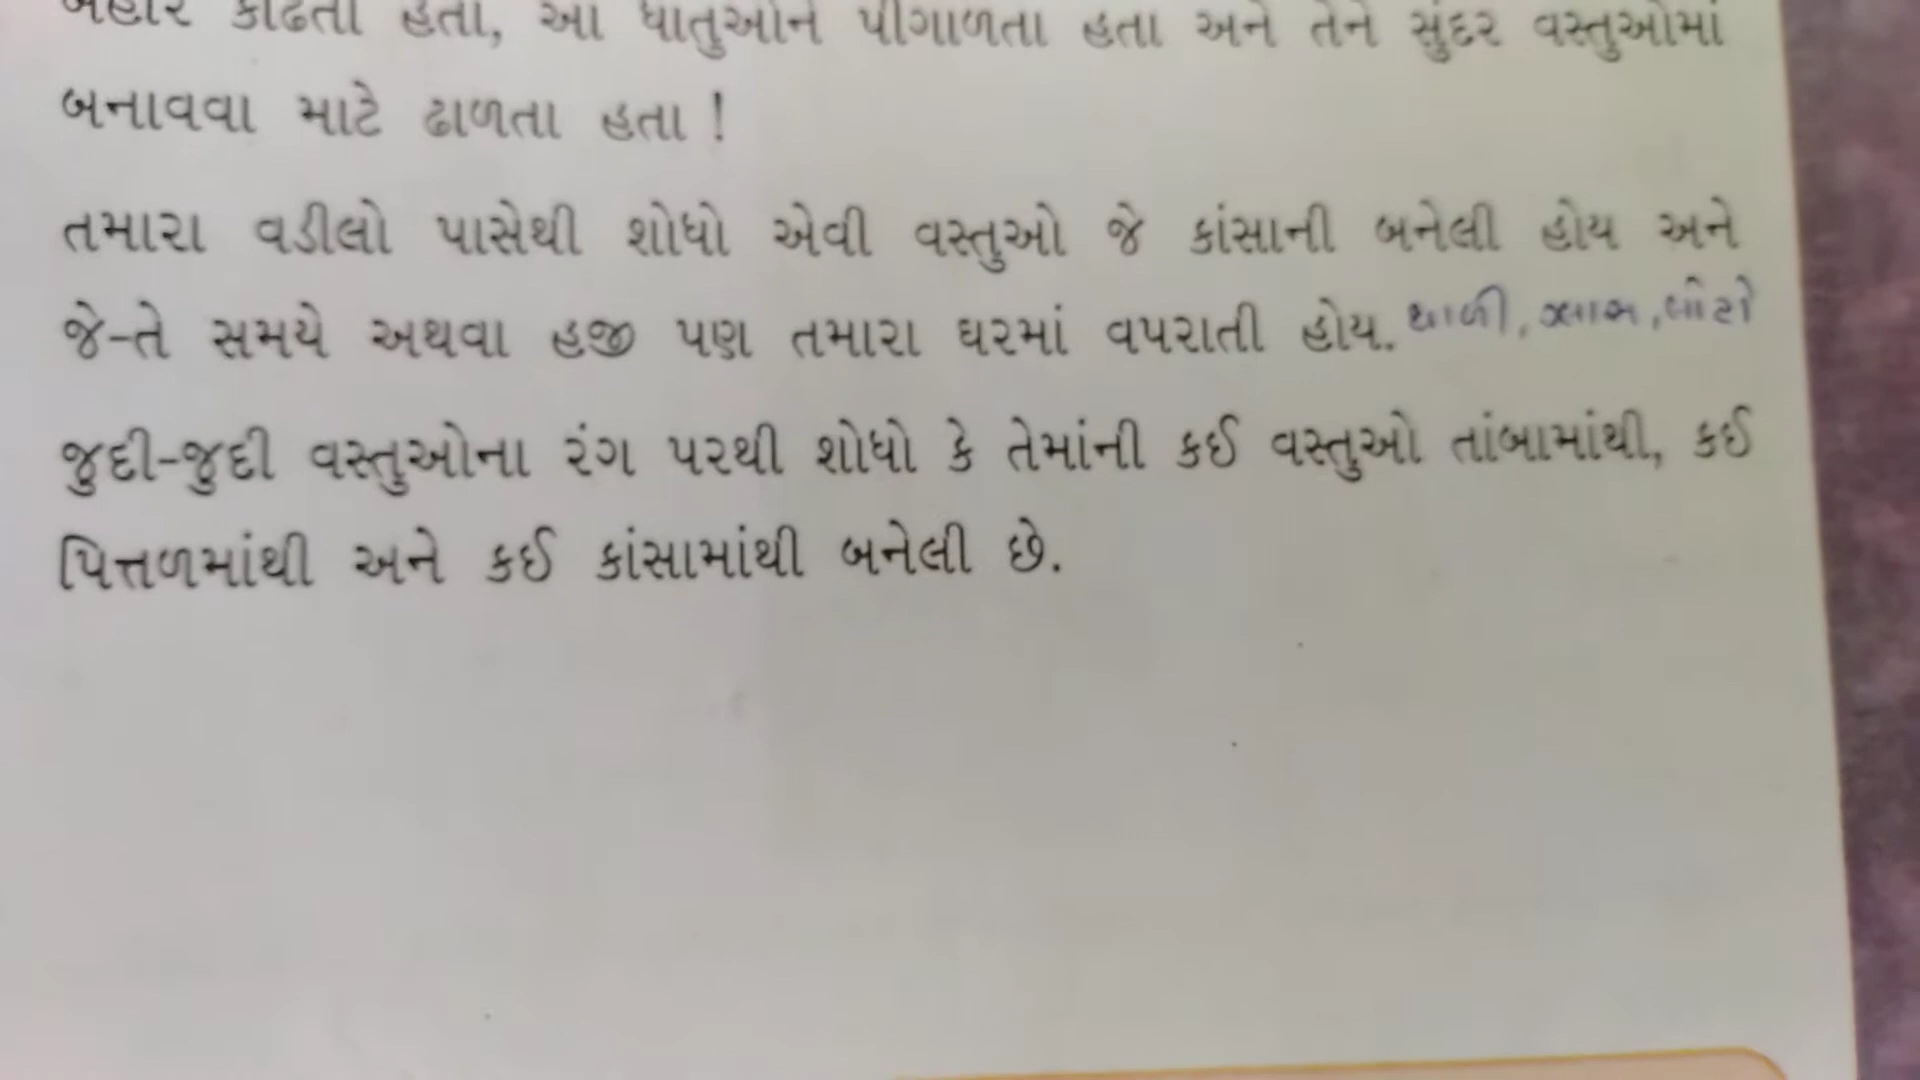 બહાર કાઢતા હતા, આ ધાતુઓને પીગાળતા હતા અને તેને સુંદર વસ્તુઓમાં
બનાવવા માટે ઢાળતા હતા !
તમારા વડીલો પાસેથી શોધો એવી વસ્તુઓ જે કાંસાની બનેલી હોય અને
જે-તે સમયે અથવા હજી પણ તમારા ઘરમાં વપરાતી હોય. થાળી, ગ્લાસ, લોટો
જુદી-જુદી વસ્તુઓના રંગ પરથી શોધો કે તેમાંની કઈ વસ્તુઓ તાંબામાંથી, કઈ
પિત્તળમાંથી અને કઈ કાંસામાંથી બનેલી છે.